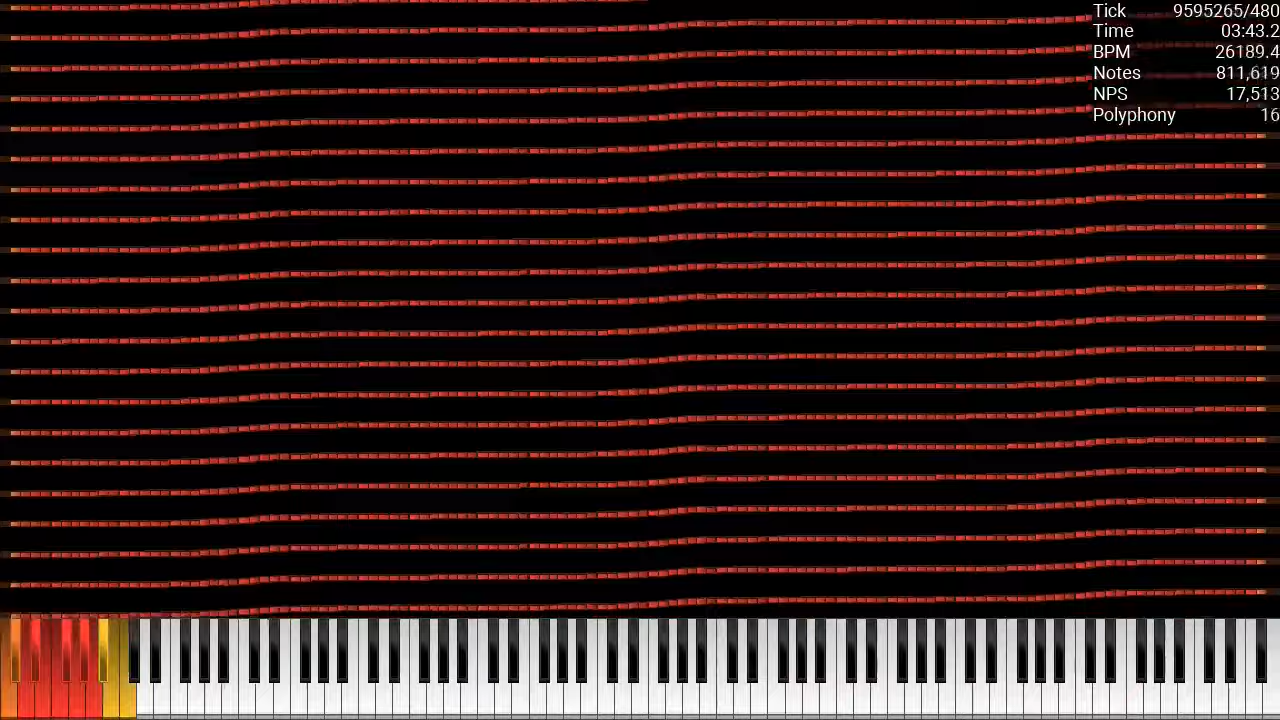 Tick 9595265/480
Time 03:43.2
BPM 26189.4
Notes 811,619
NPS 17,513
Polyphony 16